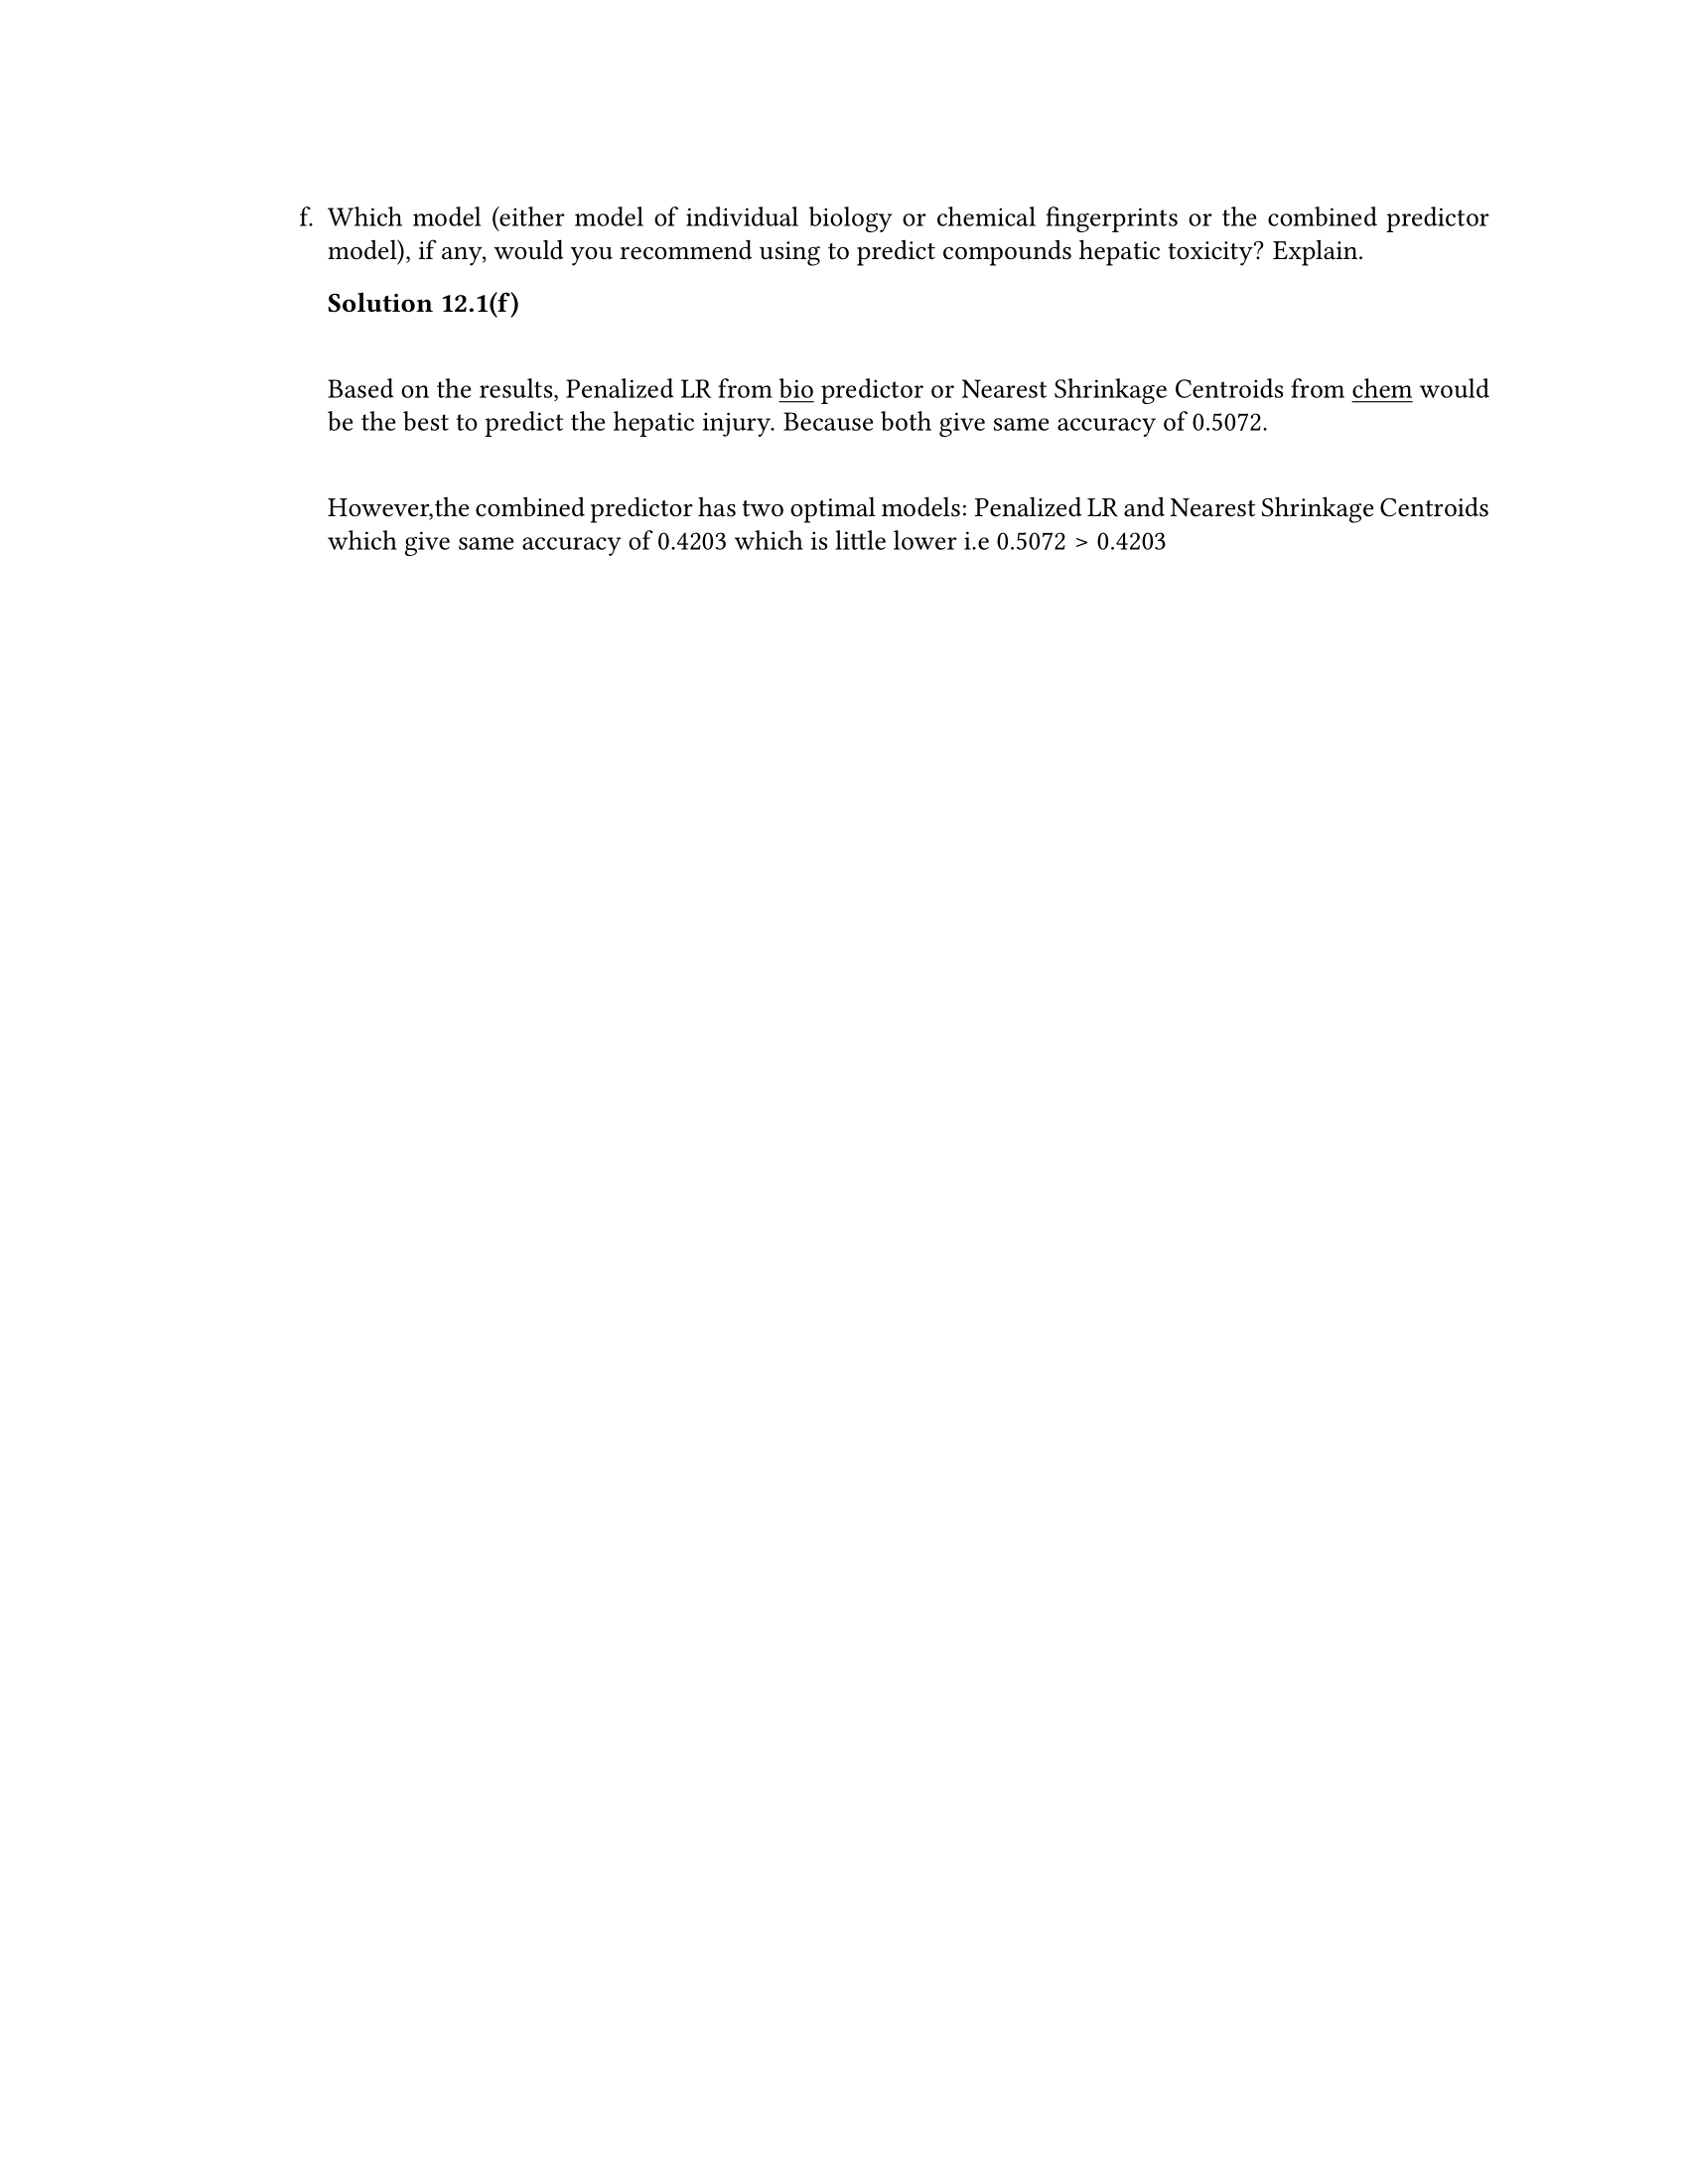 f. Which model (either model of individual biology or chemical fingerprints or the combined predictor
model), if any, would you recommend using to predict compounds hepatic toxicity? Explain.
Solution 12.1(f)
Based on the results, Penalized LR from bio predictor or Nearest Shrinkage Centroids from chem would
be the best to predict the hepatic injury. Because both give same accuracy of 0.5072.
However,the combined predictor has two optimal models: Penalized LR and Nearest Shrinkage Centroids
which give same accuracy of 0.4203 which is little lower i.e 0.5072 > 0.4203